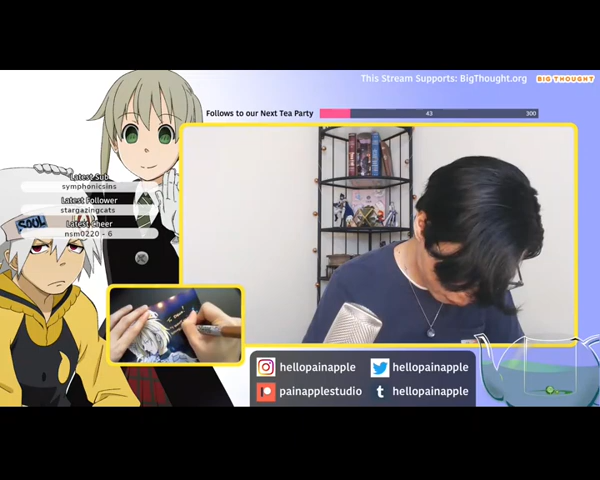 This Stream Supports: BigThought.org
BIG THOUGHT
Follows to our Next Tea Party
43
300
Latest Sub
symphonicsins
Latest Follower
stargazingcats
Latest Cheer
nsm0220 - 6
SOUL
hellopainapple
hellopainapple
painapplestudio
hellopainapple